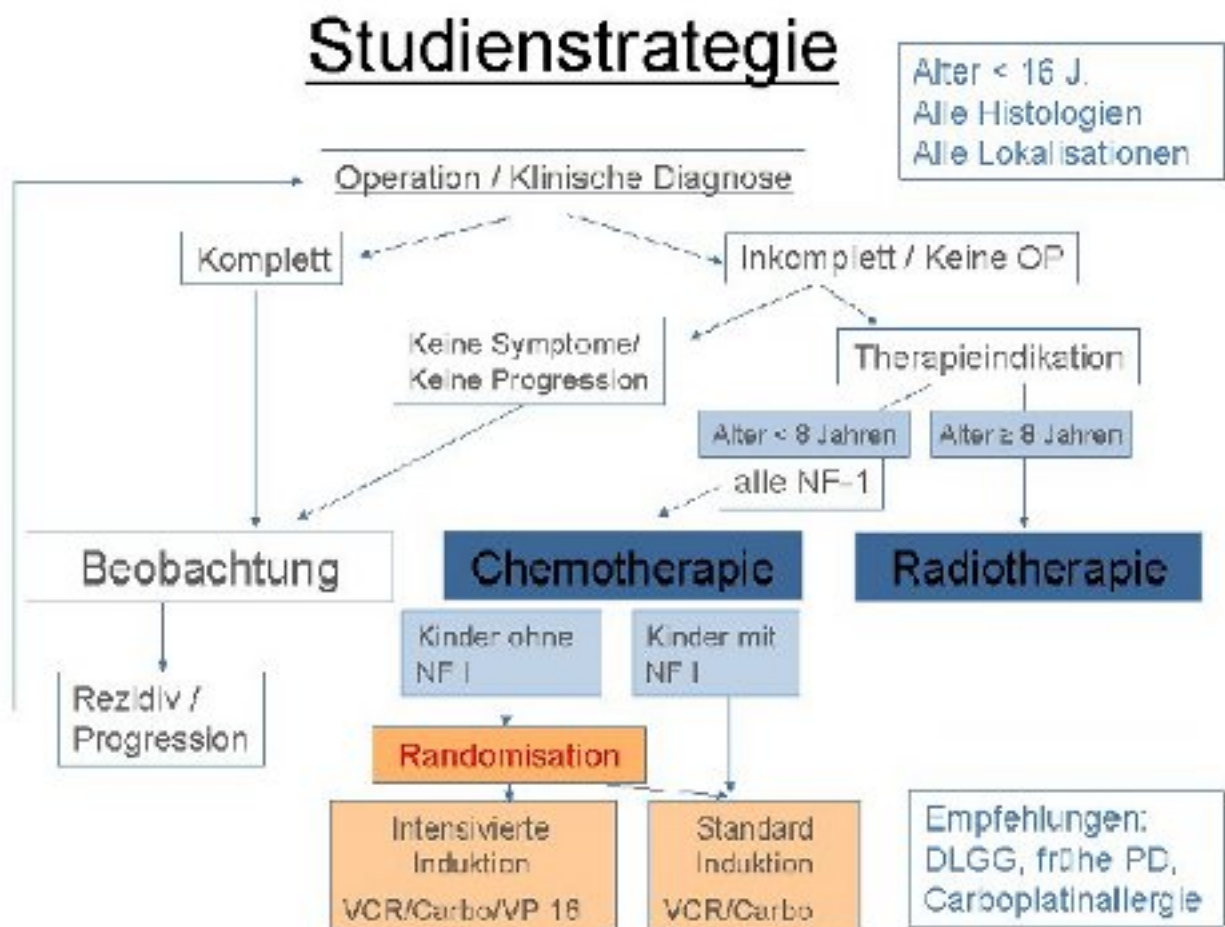 Studienstrategie
Alter < 16 J.
Alle Histologien
Alle Lokalisationen
Operation / Klinische Diagnose
Komplett
Inkomplett / Keine OP
Keine Symptome/
Keine Progression
Therapieindikation
Alter < 8 Jahren
Alter ≥ 8 Jahren
alle NF-1
Beobachtung
Chemotherapie
Radiotherapie
Kinder ohne
NF I
Kinder mit
NF I
Rezidiv /
Progression
Randomisation
Intensivierte
Induktion
VCR/Carbo/VP 16
Standard
Induktion
VCR/Carbo
Empfehlungen:
DLGG, frühe PD,
Carboplatinallergie